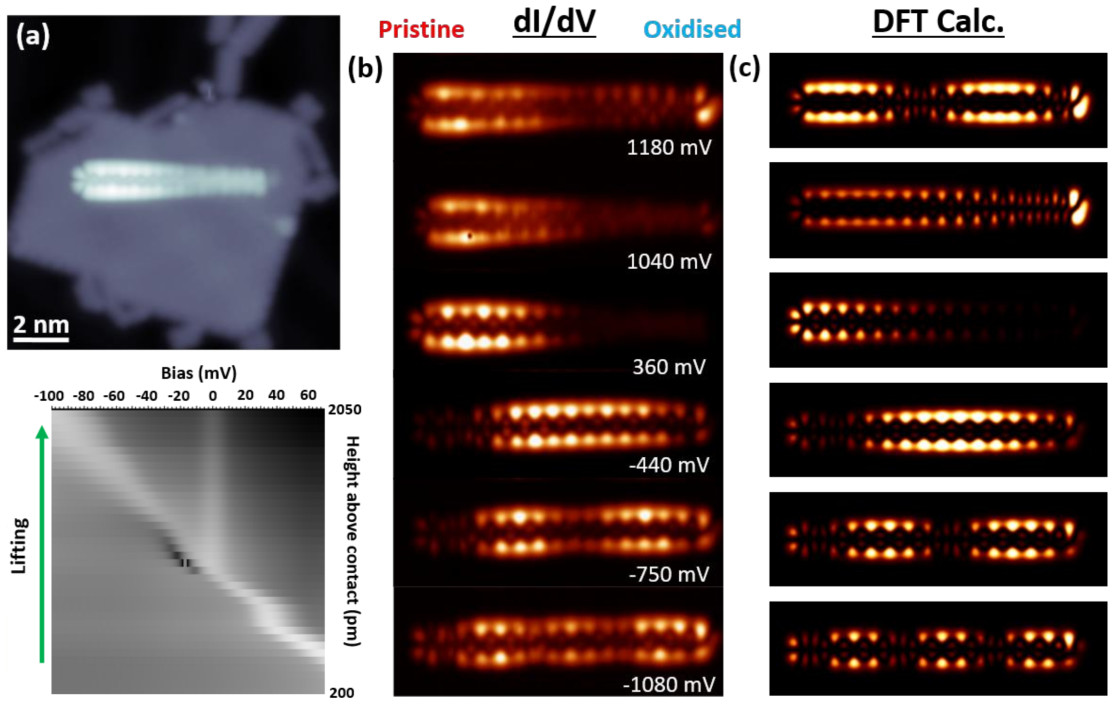 (a)
2 nm
Bias (mV)
-100 -80 -60 -40 -20 0 20 40 60
2050
Height above contact (pm)
200
Lifting
Pristine dI/dV Oxidised
(b)
1180 mV
1040 mV
360 mV
-440 mV
-750 mV
-1080 mV
DFT Calc.
(c)